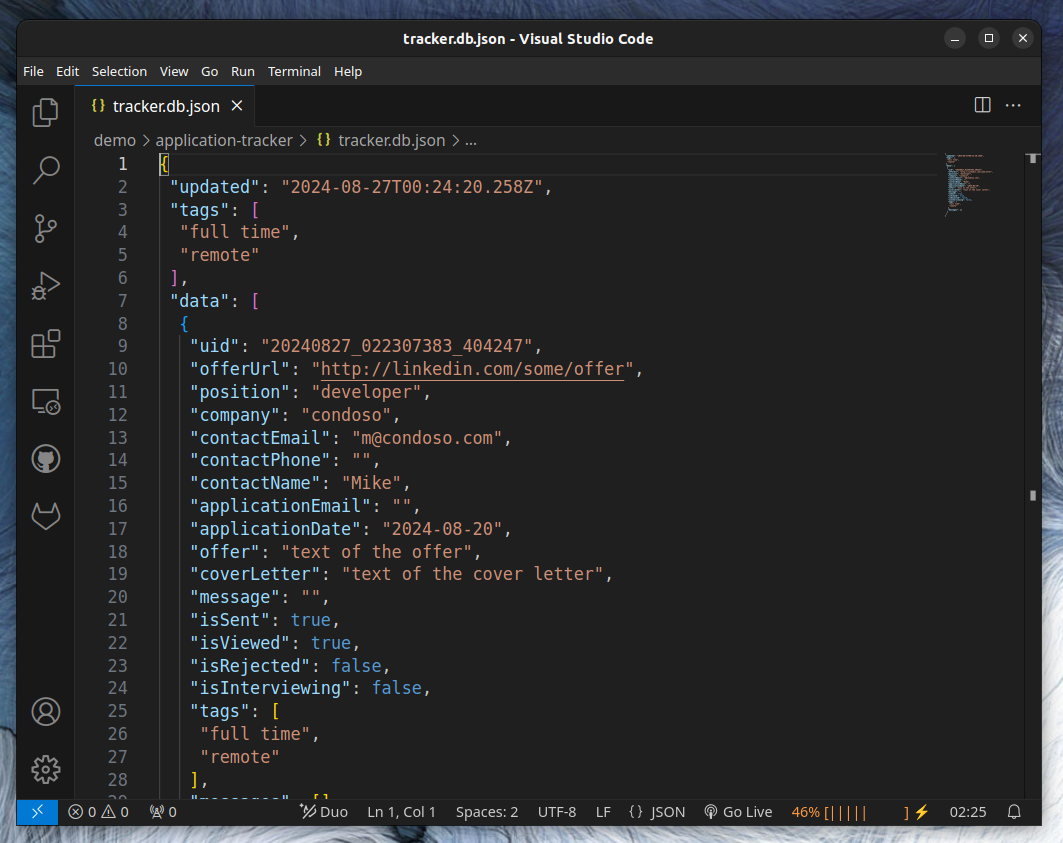 tracker.db.json - Visual Studio Code
File Edit Selection View Go Run Terminal Help
{} tracker.db.json
demo > application-tracker > {} tracker.db.json > ...
1 {
2 "updated": "2024-08-27T00:24:20.258Z",
3 "tags": [
4 "full time",
5 "remote"
6 ],
7 "data": [
8 {
9 "uid": "20240827_022307383_404247",
10 "offerUrl": "http://linkedin.com/some/offer",
11 "position": "developer",
12 "company": "condoso",
13 "contactEmail": "m@condoso.com",
14 "contactPhone": "",
15 "contactName": "Mike",
16 "applicationEmail": "",
17 "applicationDate": "2024-08-20",
18 "offer": "text of the offer",
19 "coverLetter": "text of the cover letter",
20 "message": "",
21 "isSent": true,
22 "isViewed": true,
23 "isRejected": false,
24 "isInterviewing": false,
25 "tags": [
26 "full time",
27 "remote"
28 ],
29 "messages": []
0 0 0 Duo Ln 1, Col 1 Spaces: 2 UTF-8 LF {} JSON Go Live 46% [||||| ] 02:25